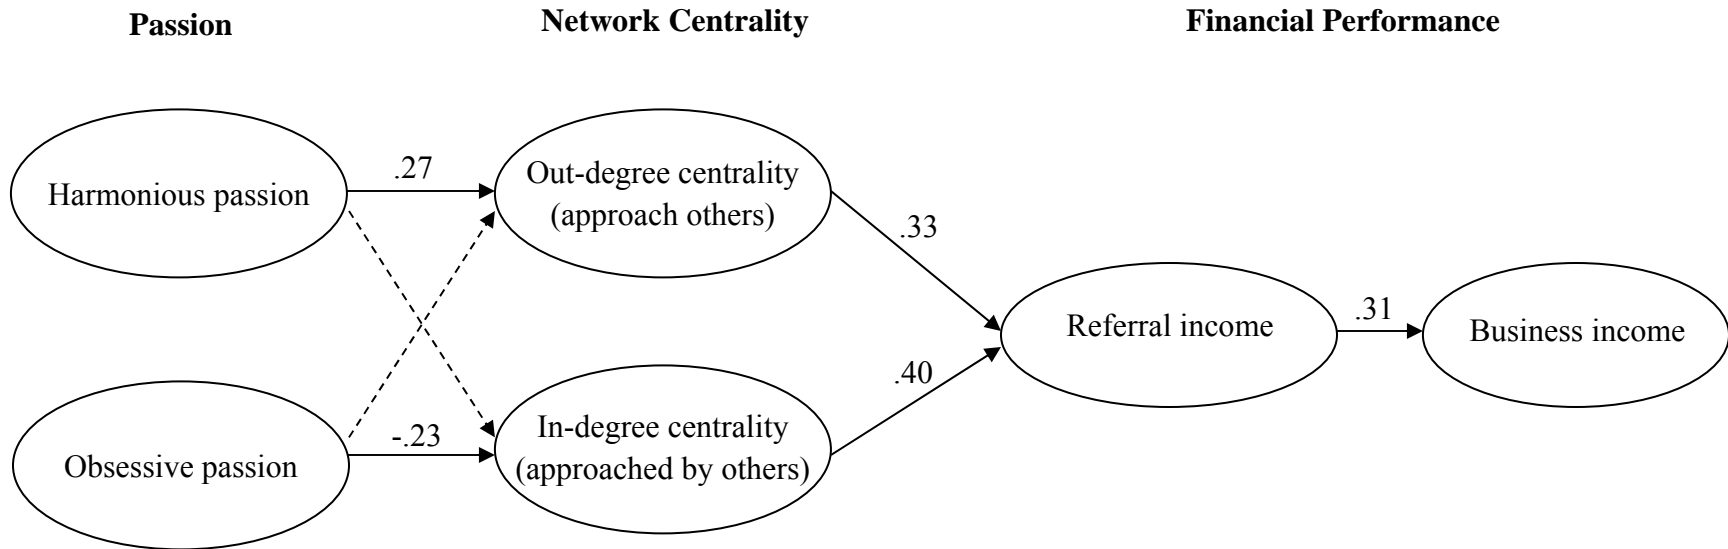 Passion
Network Centrality
Financial Performance
Harmonious passion
.27
Out-degree centrality
(approach others)
.33
Referral income
.31
Business income
.40
Obsessive passion
-.23
In-degree centrality
(approached by others)